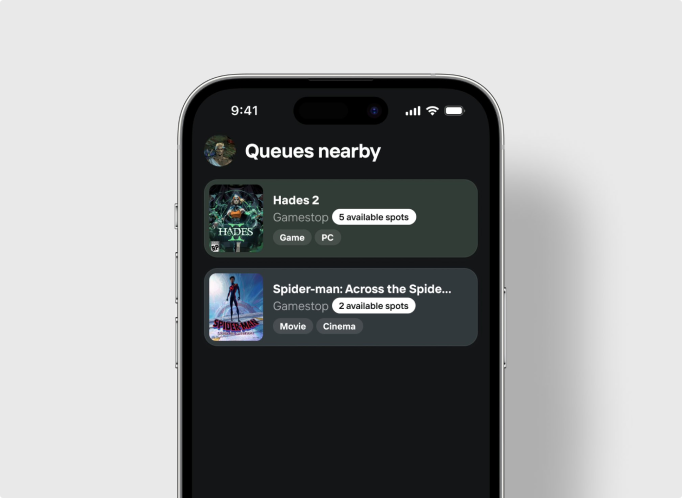 9:41
Queues nearby
HADES
II
Hades 2
Gamestop 5 available spots
Game PC
SPIDER-MAN
Spider-man: Across the Spide...
Gamestop 2 available spots
Movie Cinema